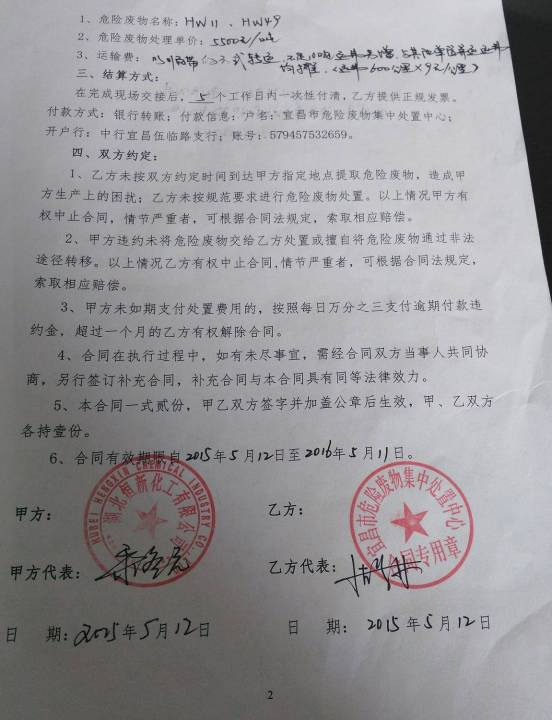 1、危险废物名称：HW11、HW49
2、危险废物处理单价：5500元/吨
3、运输费：
三、结算方式：
在完成现场交接后，5个工作日内一次性付清，乙方提供正规发票。
付款方式：银行转账；付款信息：户名：宜昌市危险废物集中处置中心；
开户行：中行宜昌伍临路支行；账号：579457532659。
四、双方约定：
1、乙方未按双方约定时间到达甲方指定地点提取危险废物，造成甲
方生产上的困扰；乙方未按规范要求进行危险废物处置。以上情况甲方有
权中止合同，情节严重者，可根据合同法规定，索取相应赔偿。
2、甲方违约未将危险废物交给乙方处置或擅自将危险废物通过非法
途径转移。以上情况乙方有权中止合同，情节严重者，可根据合同法规定，
索取相应赔偿。
3、甲方未如期支付处置费用的，按照每日万分之三支付逾期付款违
约金，超过一个月的乙方有权解除合同。
4、合同在执行过程中，如有未尽事宜，需经合同双方当事人共同协
商，另行签订补充合同，补充合同与本合同具有同等法律效力。
5、本合同一式贰份，甲乙双方签字并加盖公章后生效，甲、乙双方
各持壹份。
6、合同有效期限自2015年5月12日至2016年5月11日。
HUBEI HENGXIN CHEMICAL INDUSTRY CO.
新化工有限公司
宜昌市危险废物集中处置中心
合同专用章
甲方： 乙方：
甲方代表： 乙方代表：
日 期：2015年5月12日 日 期：2015年5月12日
2